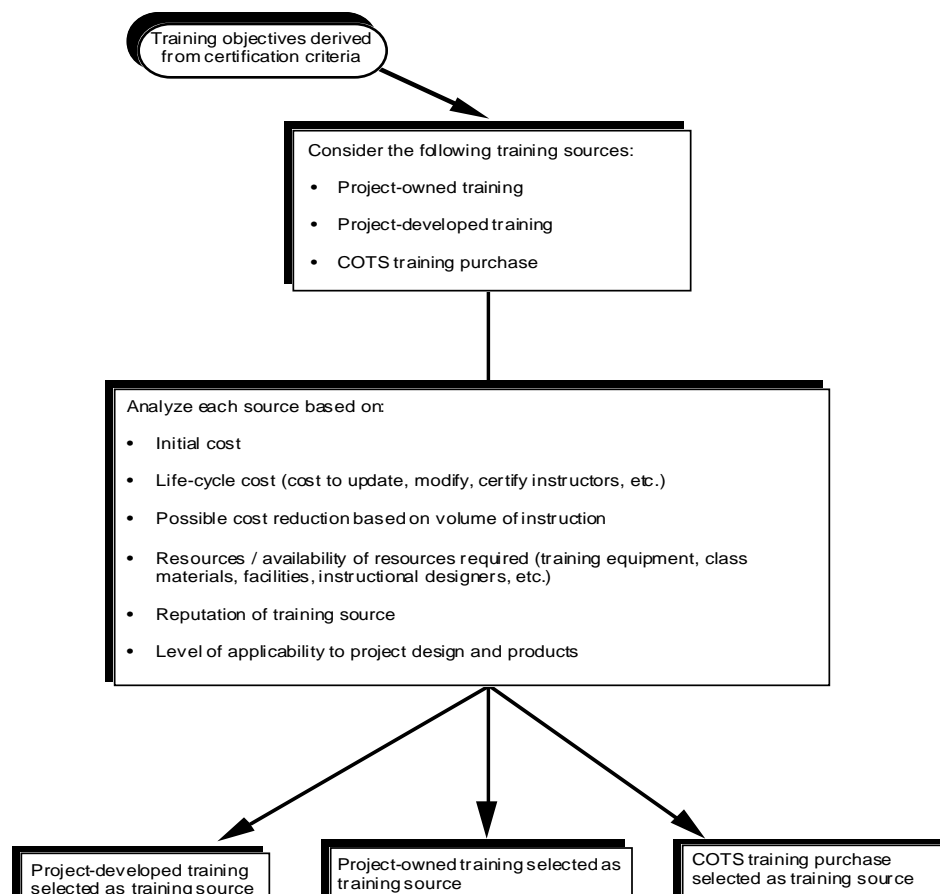 Training objectives derived
from certification criteria
Consider the following training sources:
• Project-owned training
• Project-developed training
• COTS training purchase
Analyze each source based on:
• Initial cost
• Life-cycle cost (cost to update, modify, certify instructors, etc.)
• Possible cost reduction based on volume of instruction
• Resources / availability of resources required (training equipment, class
materials, facilities, instructional designers, etc.)
• Reputation of training source
• Level of applicability to project design and products
Project-developed training
selected as training source
Project-owned training selected as
training source
COTS training purchase
selected as training source